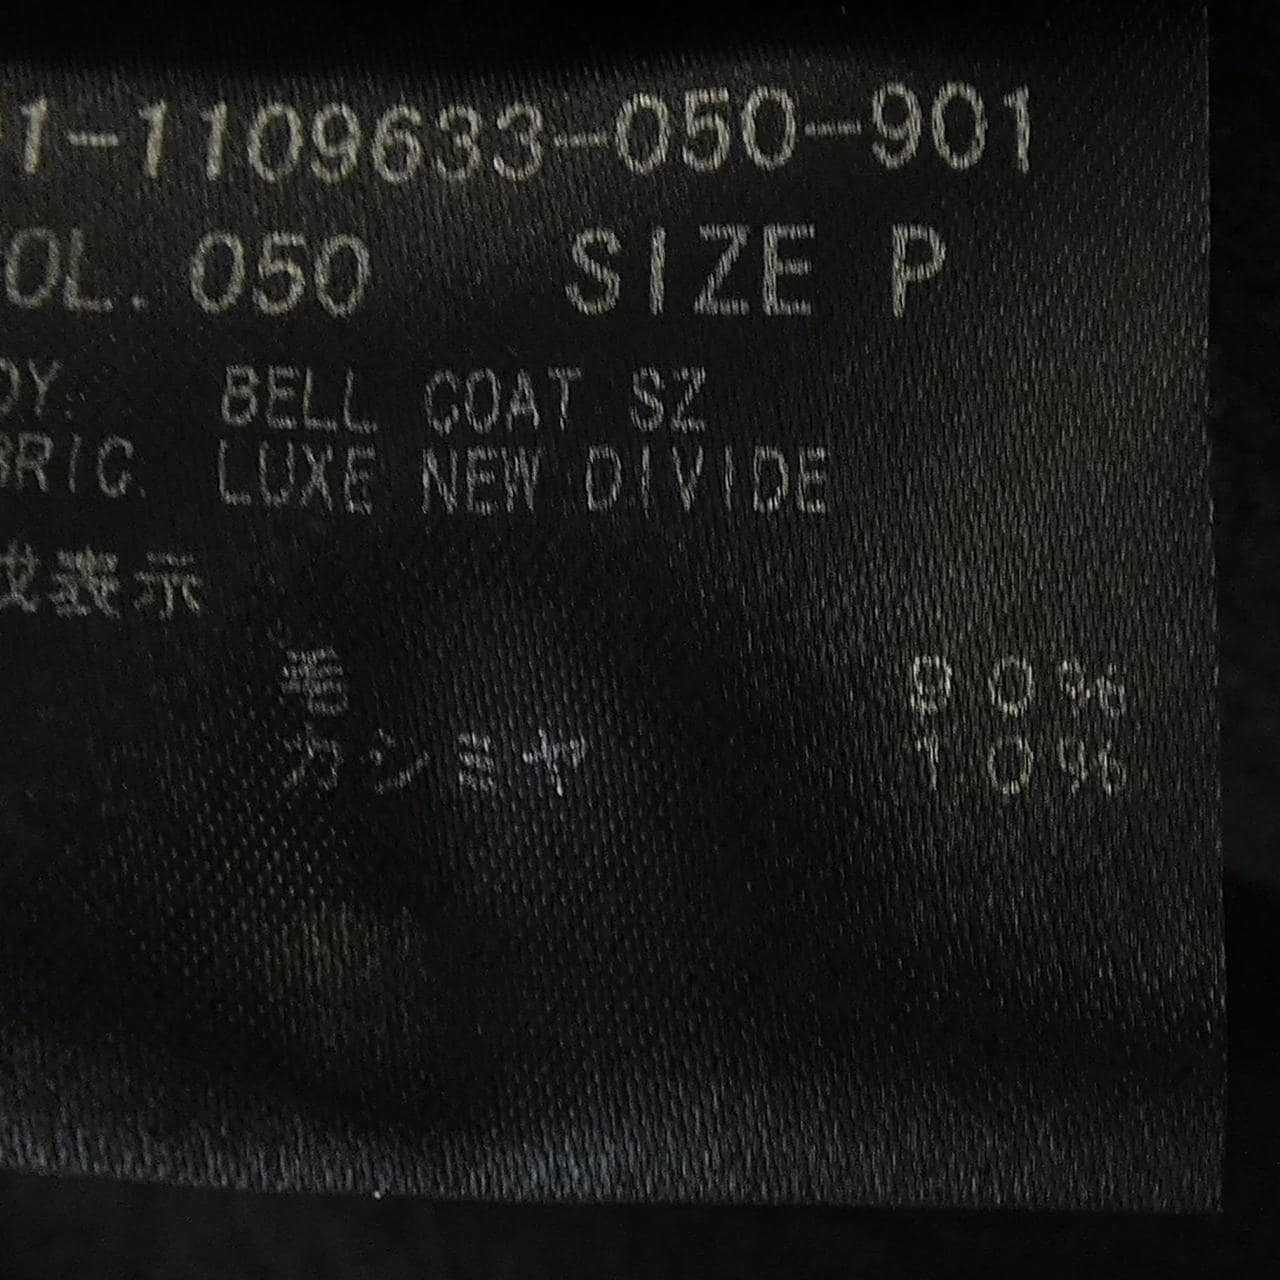 1-1109633-050-901
OL. 050 SIZE P
DY. BELL COAT SZ
BRIC. LUXE NEW DIVIDE
成表示
毛 90%
カシミヤ 10%